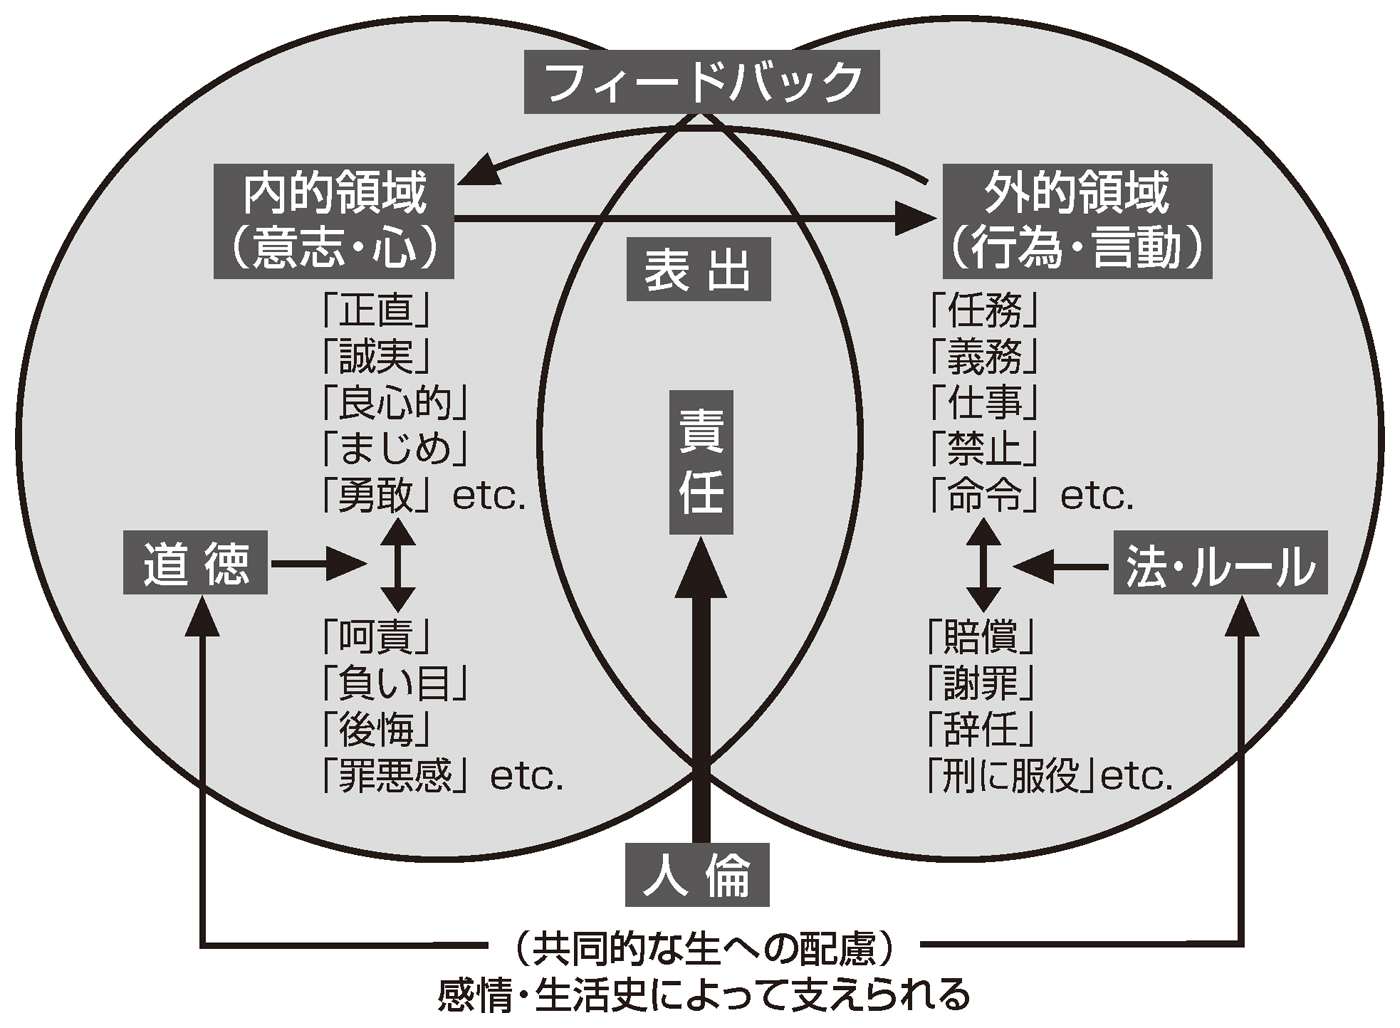 フィードバック
内的領域
（意志・心）
外的領域
（行為・言動）
表出
「正直」
「誠実」
「良心的」
「まじめ」
「勇敢」etc.
「任務」
「義務」
「仕事」
「禁止」
「命令」etc.
責任
道徳
法・ルール
「呵責」
「負い目」
「後悔」
「罪悪感」etc.
「賠償」
「謝罪」
「辞任」
「刑に服役」etc.
人倫
（共同的な生への配慮）
感情・生活史によって支えられる